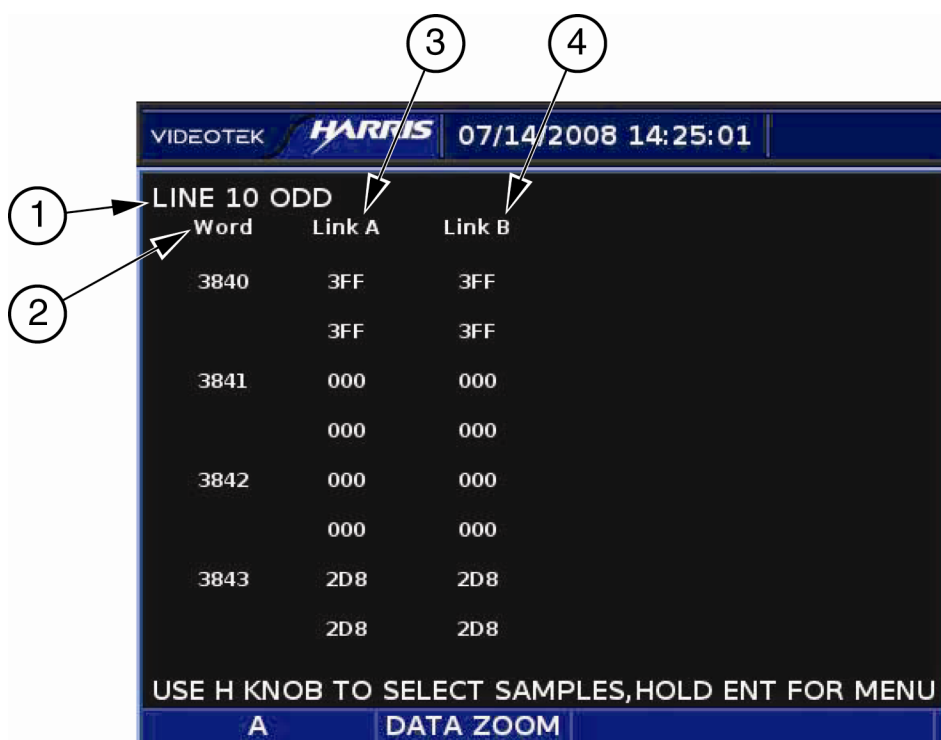 3 4
VIDEOTEK HARRIS 07/14/2008 14:25:01
1 LINE 10 ODD
Word Link A Link B
2
3840 3FF 3FF
3FF 3FF
3841 000 000
000 000
3842 000 000
000 000
3843 2D8 2D8
2D8 2D8
USE H KNOB TO SELECT SAMPLES,HOLD ENT FOR MENU
A DATA ZOOM